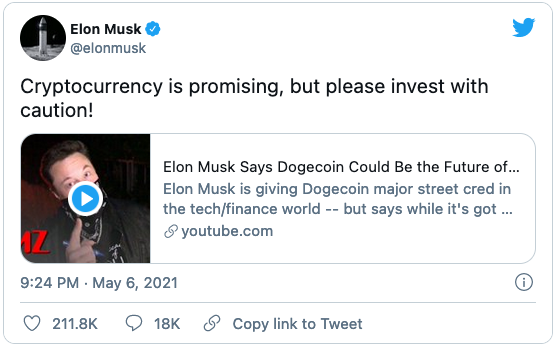 Elon Musk
@elonmusk
Cryptocurrency is promising, but please invest with
caution!
Elon Musk Says Dogecoin Could Be the Future of...
Elon Musk is giving Dogecoin major street cred in
the tech/finance world -- but says while it's got ...
youtube.com
MZ
9:24 PM · May 6, 2021
211.8K
18K
Copy link to Tweet